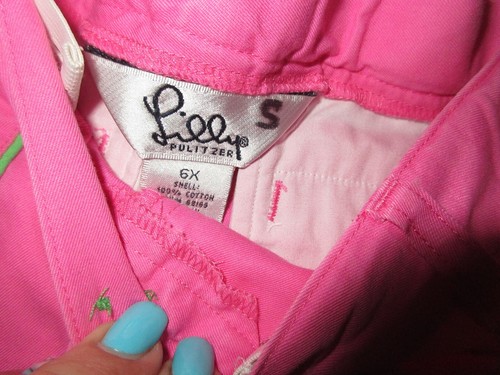 Lilly® S
PULITZER
6X
SHELL:
100% COTTON